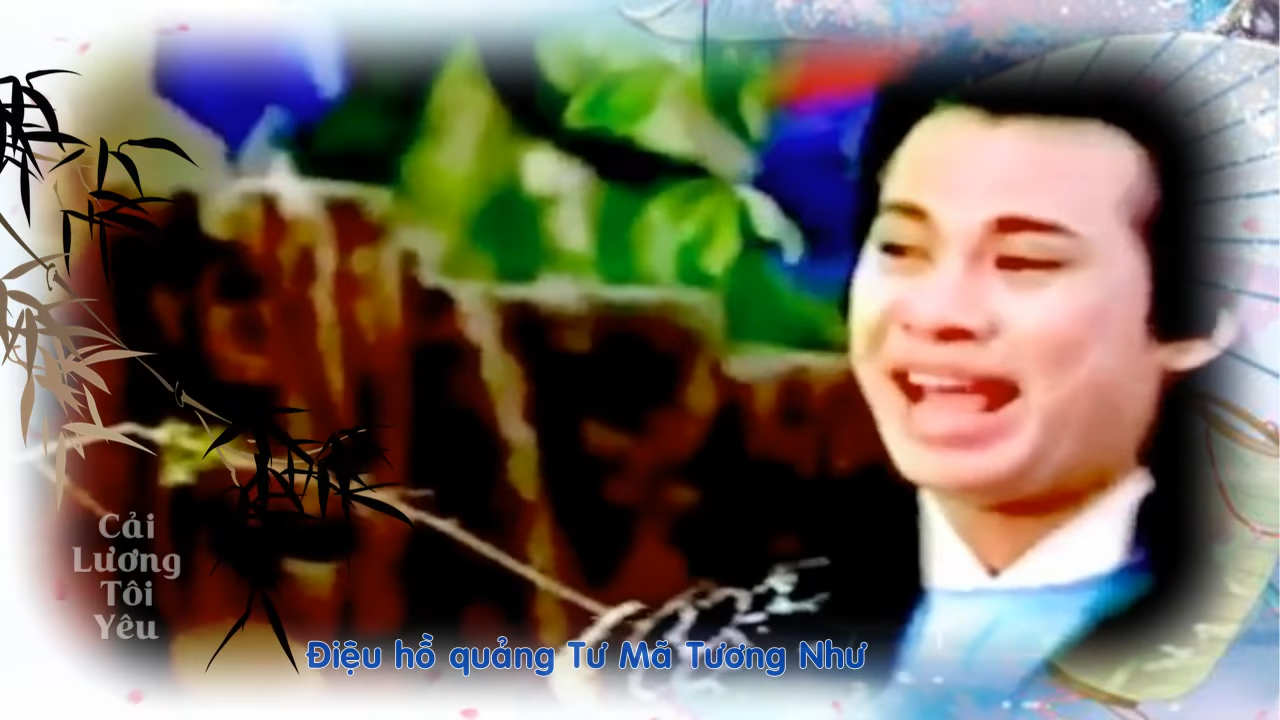 Cải
Lương
Tôi
Yêu
Điệu hồ quảng Tư Mã Tương Như